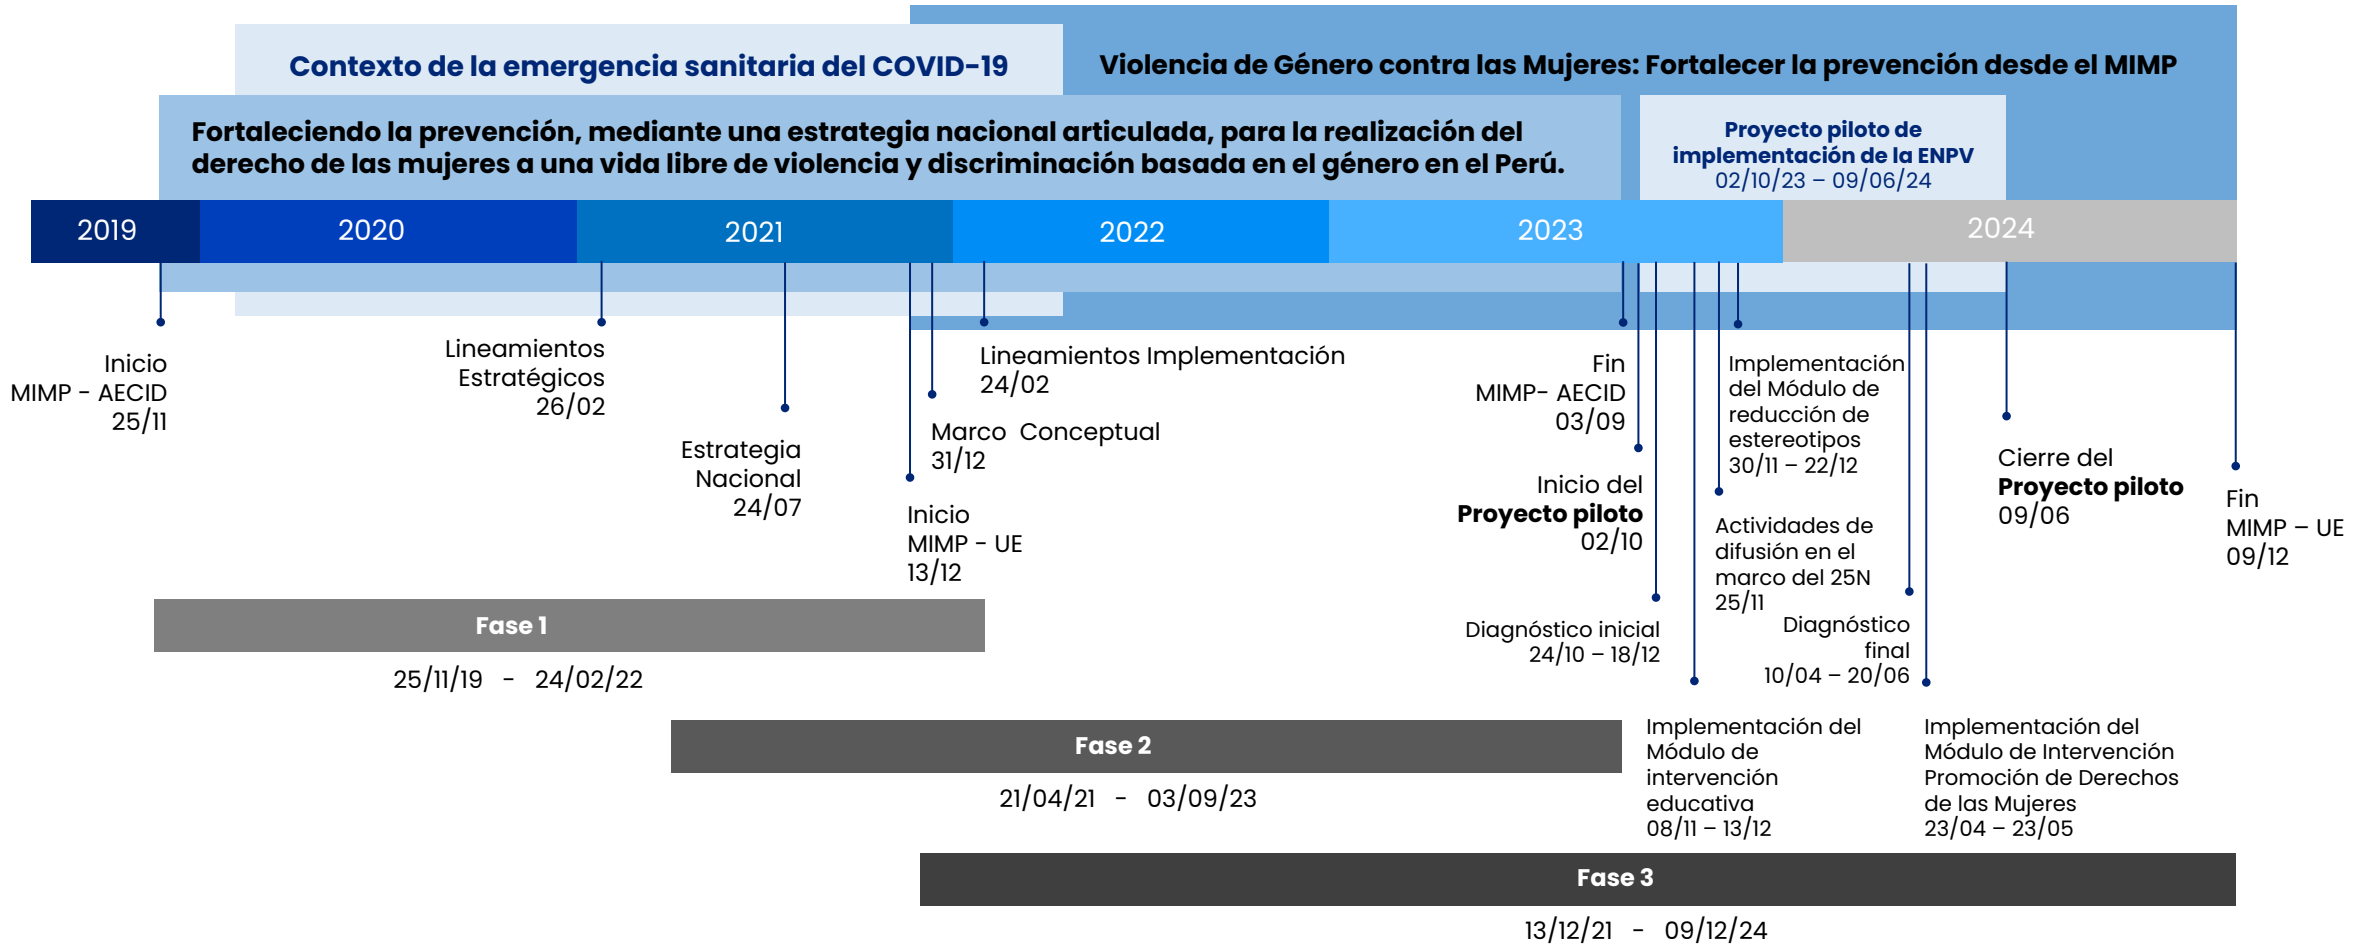 Contexto de la emergencia sanitaria del COVID-19
Violencia de Género contra las Mujeres: Fortalecer la prevención desde el MIMP
Fortaleciendo la prevención, mediante una estrategia nacional articulada, para la realización del
derecho de las mujeres a una vida libre de violencia y discriminación basada en el género en el Perú.
Proyecto piloto de
implementación de la ENPV
02/10/23 – 09/06/24
2019
2020
2021
2022
2023
2024
Inicio
MIMP - AECID
25/11
Lineamientos
Estratégicos
26/02
Estrategia
Nacional
24/07
Inicio
MIMP - UE
13/12
Marco Conceptual
31/12
Lineamientos Implementación
24/02
Fin
MIMP- AECID
03/09
Inicio del
Proyecto piloto
02/10
Diagnóstico inicial
24/10 – 18/12
Implementación del
Módulo de
intervención
educativa
08/11 – 13/12
Actividades de
difusión en el
marco del 25N
25/11
Implementación
del Módulo de
reducción de
estereotipos
30/11 – 22/12
Diagnóstico
final
10/04 – 20/06
Implementación del
Módulo de Intervención
Promoción de Derechos
de las Mujeres
23/04 – 23/05
Cierre del
Proyecto piloto
09/06
Fin
MIMP – UE
09/12
Fase 1
25/11/19 - 24/02/22
Fase 2
21/04/21 - 03/09/23
Fase 3
13/12/21 - 09/12/24